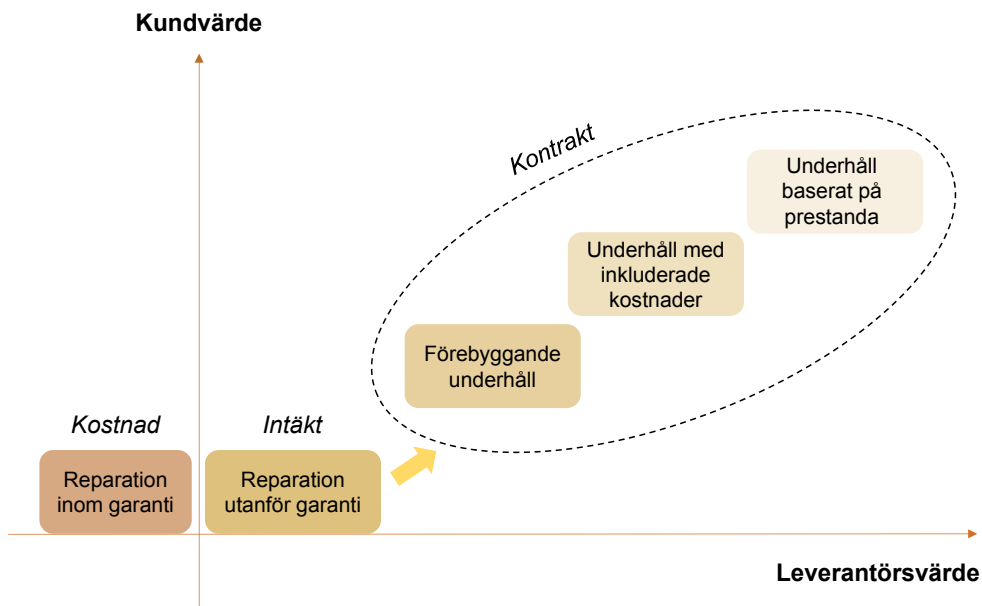 Kundvärde
Kontrakt
Underhåll
baserat på
prestanda
Underhåll med
inkluderade
kostnader
Förebyggande
underhåll
Kostnad
Intäkt
Reparation
inom garanti
Reparation
utanför garanti
Leverantörsvärde